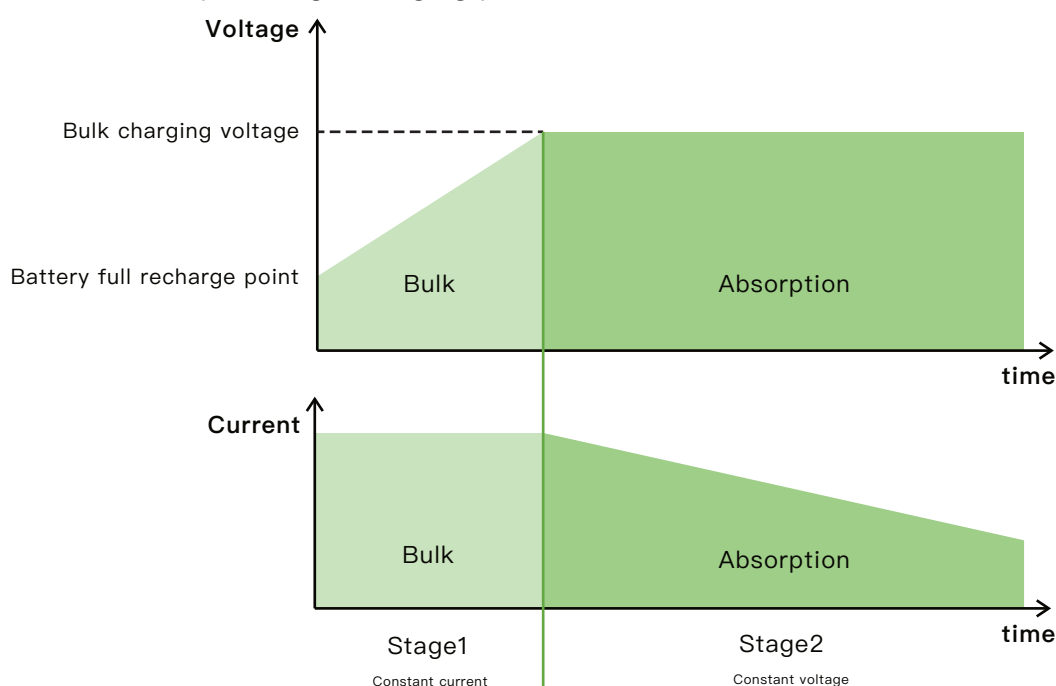 Voltage
Bulk charging voltage
Battery full recharge point
Bulk
Absorption
time
Current
Bulk
Absorption
time
Stage1
Stage2
Constant current
Constant voltage